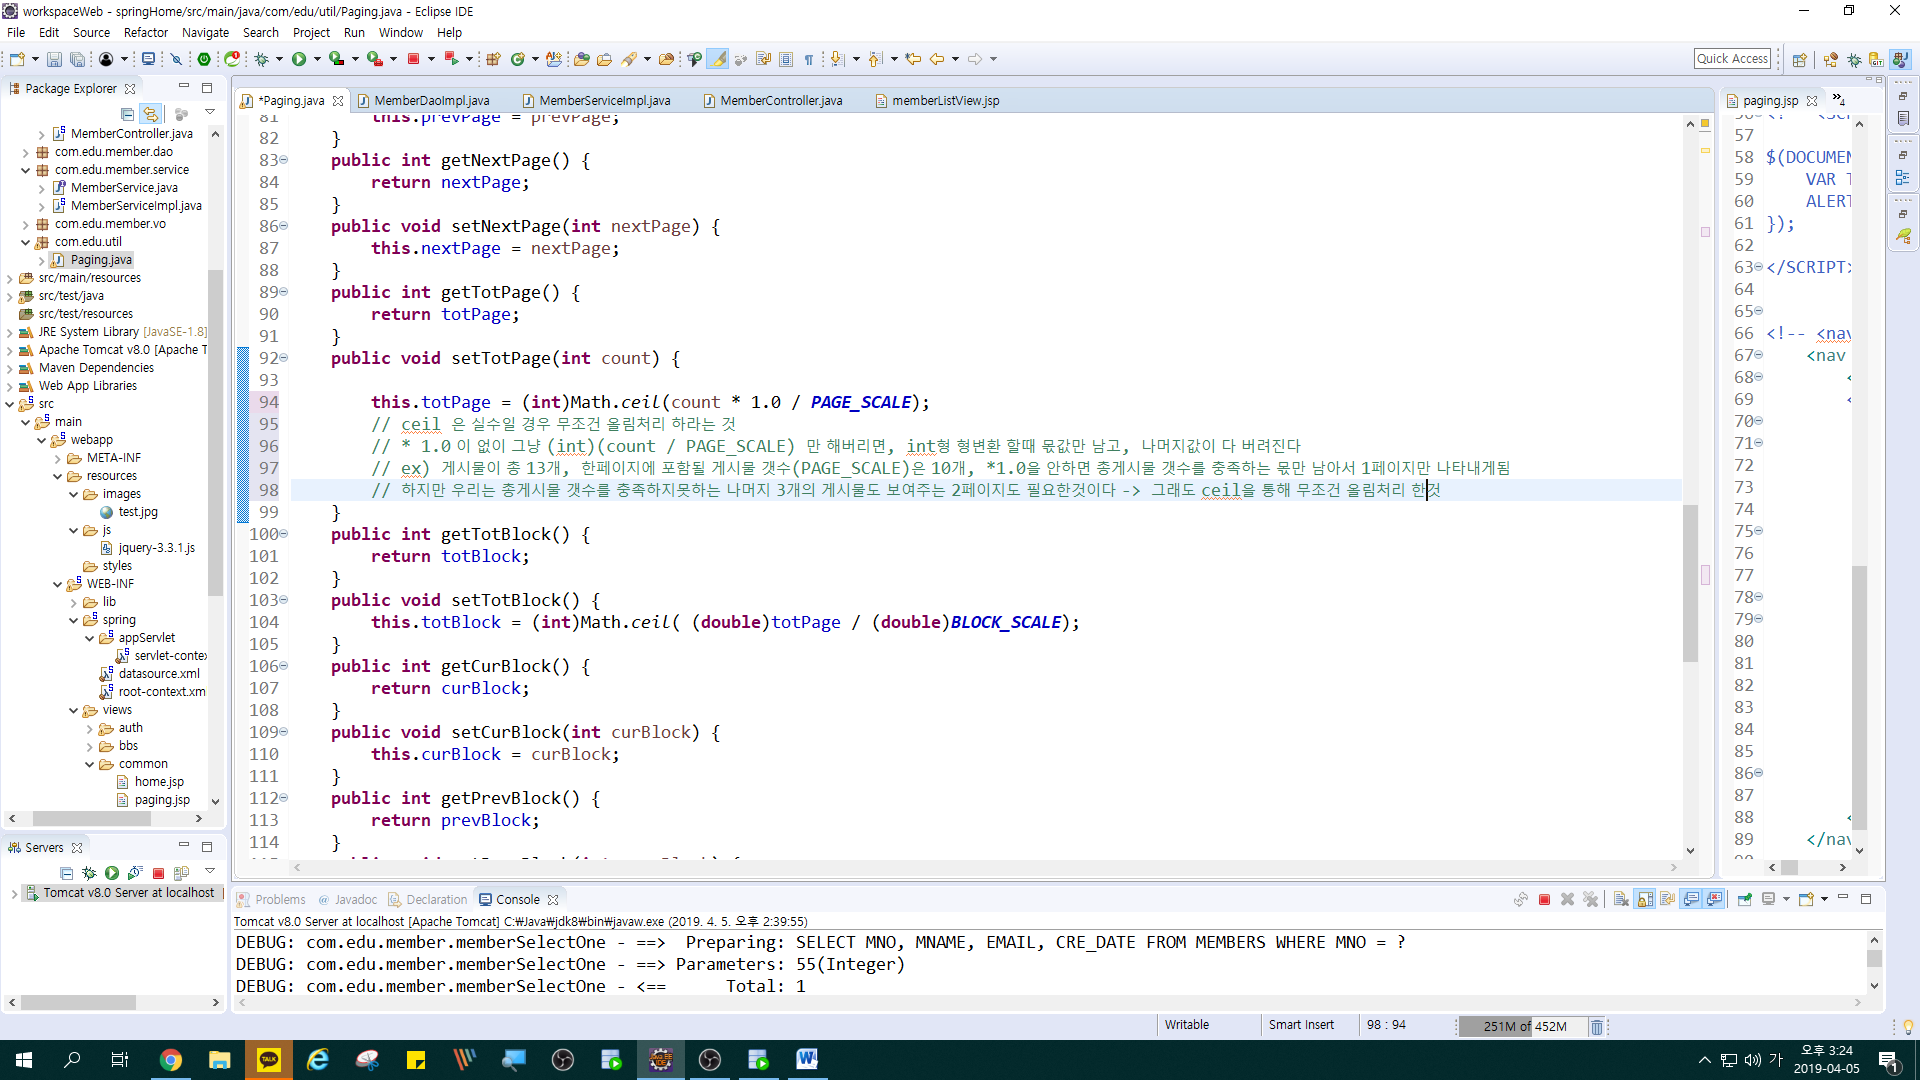 workspaceWeb - springHome/src/main/java/com/edu/util/Paging.java - Eclipse IDE
File Edit Source Refactor Navigate Search Project Run Window Help
Quick Access
Package Explorer
MemberController.java
com.edu.member.dao
com.edu.member.service
MemberService.java
MemberServiceImpl.java
com.edu.member.vo
com.edu.util
Paging.java
src/main/resources
src/test/java
src/test/resources
JRE System Library [JavaSE-1.8]
Apache Tomcat v8.0 [Apache T
Maven Dependencies
Web App Libraries
src
main
webapp
META-INF
resources
images
test.jpg
js
jquery-3.3.1.js
styles
WEB-INF
lib
spring
appServlet
servlet-conte
datasource.xml
root-context.xm
views
auth
bbs
common
home.jsp
paging.jsp
Servers
Tomcat v8.0 Server at localhost
*Paging.java MemberDaoImpl.java MemberServiceImpl.java MemberController.java memberListView.jsp
81 this.prevPage = prevPage;
82 }
83 public int getNextPage() {
84 return nextPage;
85 }
86 public void setNextPage(int nextPage) {
87 this.nextPage = nextPage;
88 }
89 public int getTotPage() {
90 return totPage;
91 }
92 public void setTotPage(int count) {
93
94 this.totPage = (int)Math.ceil(count * 1.0 / PAGE_SCALE);
95 // ceil 은 실수일 경우 무조건 올림처리 하라는 것
96 // * 1.0 이 없이 그냥 (int)(count / PAGE_SCALE) 만 해버리면, int형 형변환 할때 몫값만 남고, 나머지값이 다 버려진다
97 // ex) 게시물이 총 13개, 한페이지에 포함될 게시물 갯수(PAGE_SCALE)은 10개, *1.0을 안하면 총게시물 갯수를 충족하는 몫만 남아서 1페이지만 나타내게됨
98 // 하지만 우리는 총게시물 갯수를 충족하지못하는 나머지 3개의 게시물도 보여주는 2페이지도 필요한것이다 -> 그래도 ceil을 통해 무조건 올림처리 한것
99 }
100 public int getTotBlock() {
101 return totBlock;
102 }
103 public void setTotBlock() {
104 this.totBlock = (int)Math.ceil( (double)totPage / (double)BLOCK_SCALE);
105 }
106 public int getCurBlock() {
107 return curBlock;
108 }
109 public void setCurBlock(int curBlock) {
110 this.curBlock = curBlock;
111 }
112 public int getPrevBlock() {
113 return prevBlock;
114 }
paging.jsp 4
57
58 $(DOCUMEN
59 VAR
60 ALERT
61 });
62
63 </SCRIPT>
64
65
66 <!-- <nav
67 <nav
68 <
69 <
70
71
72
73
74
75
76
77
78
79
80
81
82
83
84
85
86
87
88 <
89 </nav
Problems Javadoc Declaration Console
Tomcat v8.0 Server at localhost [Apache Tomcat] C:₩Java₩jdk8₩bin₩javaw.exe (2019. 4. 5. 오후 2:39:55)
DEBUG: com.edu.member.memberSelectOne - ==>  Preparing: SELECT MNO, MNAME, EMAIL, CRE_DATE FROM MEMBERS WHERE MNO = ?
DEBUG: com.edu.member.memberSelectOne - ==> Parameters: 55(Integer)
DEBUG: com.edu.member.memberSelectOne - <==      Total: 1
Writable Smart Insert 98 : 94 251M of 452M
TALK
가 오후 3:24
2019-04-05
1